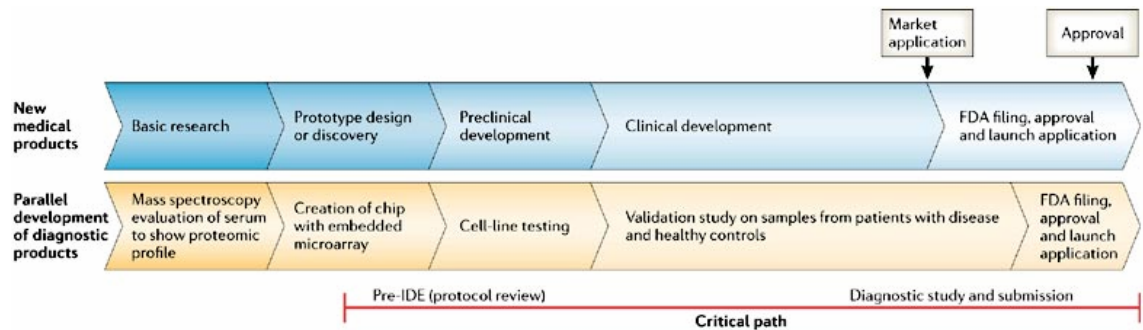 Market
application
Approval
New
medical
products
Basic research
Prototype design
or discovery
Preclinical
development
Clinical development
FDA filing, approval
and launch application
Parallel
development
of diagnostic
products
Mass spectroscopy
evaluation of serum
to show proteomic
profile
Creation of chip
with embedded
microarray
Cell-line testing
Validation study on samples from patients with disease
and healthy controls
FDA filing,
approval
and launch
application
Pre-IDE (protocol review)
Diagnostic study and submission
Critical path